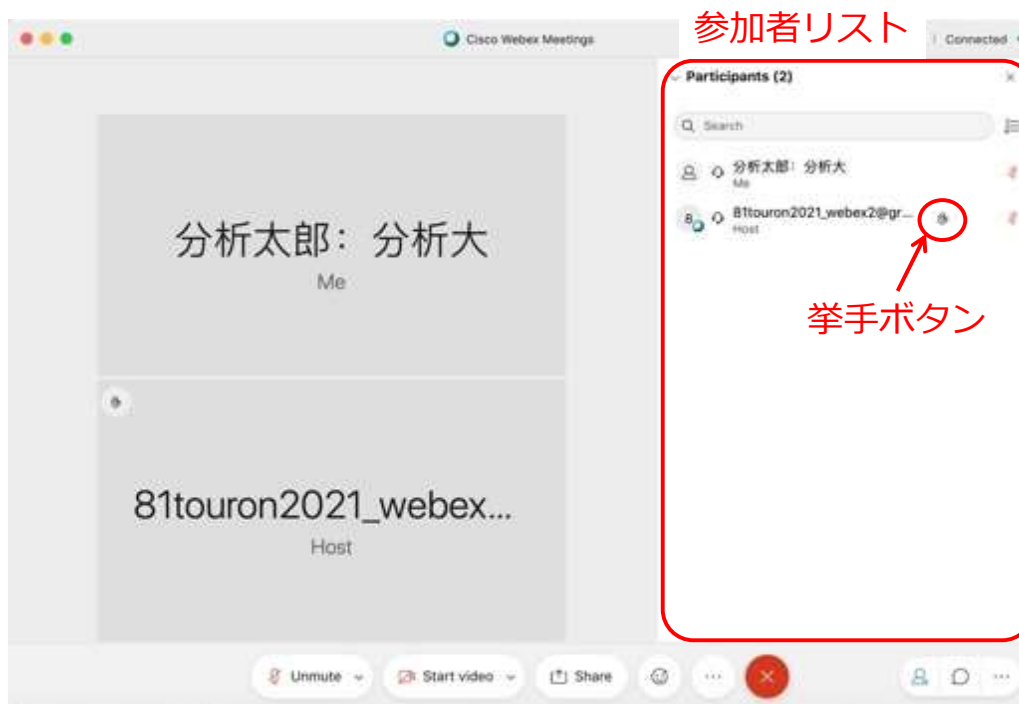 Cisco Webex Meetings
参加者リスト
Connected
Participants (2)
Search
分析太郎：分析大
Me
81touron2021_webex2@gr...
Host
挙手ボタン
分析太郎：分析大
Me
81touron2021_webex...
Host
Unmute
Start video
Share